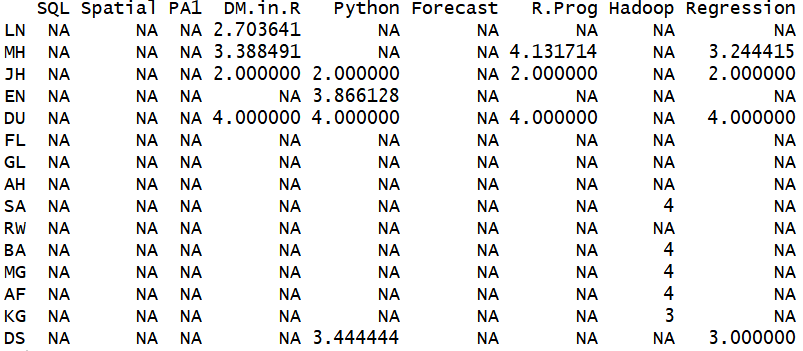 SQL Spatial PA1 DM.in.R Python Forecast R.Prog Hadoop Regression
LN NA NA NA 2.703641 NA NA NA NA NA
MH NA NA NA 3.388491 NA NA 4.131714 NA 3.244415
JH NA NA NA 2.000000 2.000000 NA 2.000000 NA 2.000000
EN NA NA NA NA 3.866128 NA NA NA NA
DU NA NA NA 4.000000 4.000000 NA 4.000000 NA 4.000000
FL NA NA NA NA NA NA NA NA NA
GL NA NA NA NA NA NA NA NA NA
AH NA NA NA NA NA NA NA NA NA
SA NA NA NA NA NA NA NA 4 NA
RW NA NA NA NA NA NA NA NA NA
BA NA NA NA NA NA NA NA 4 NA
MG NA NA NA NA NA NA NA 4 NA
AF NA NA NA NA NA NA NA 4 NA
KG NA NA NA NA NA NA NA 3 NA
DS NA NA NA NA 3.444444 NA NA NA 3.000000